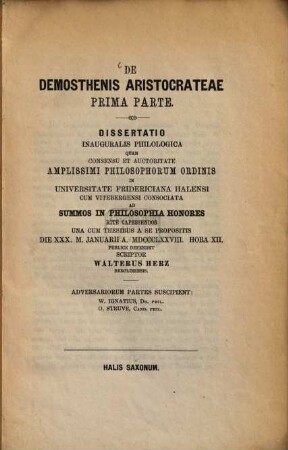 DE
DEMOSTHENIS ARISTOCRATEAE
PRIMA PARTE.
DISSERTATIO
INAUGURALIS PHILOLOGICA
QUAM
CONSENSU ET AUCTORITATE
AMPLISSIMI PHILOSOPHORUM ORDINIS
IN
UNIVERSITATE FRIDERICIANA HALENSI
CUM VITEBERGENSI CONSOCIATA
AD
SUMMOS IN PHILOSOPHIA HONORES
RITE CAPESSENDOS
UNA CUM THESIBUS A SE PROPOSITIS
DIE XXX. M. JANUARII A. MDCCCLXXVIII. HORA XII.
PUBLICE DEFENDET
SCRIPTOR
WALTERUS HERZ
ADVERSARIORUM PARTES SUSCIPIENT:
W. IGNATIUS, DR. PHIL.
O. STRUVE, CAND. PHIL.
HALIS SAXONUM.